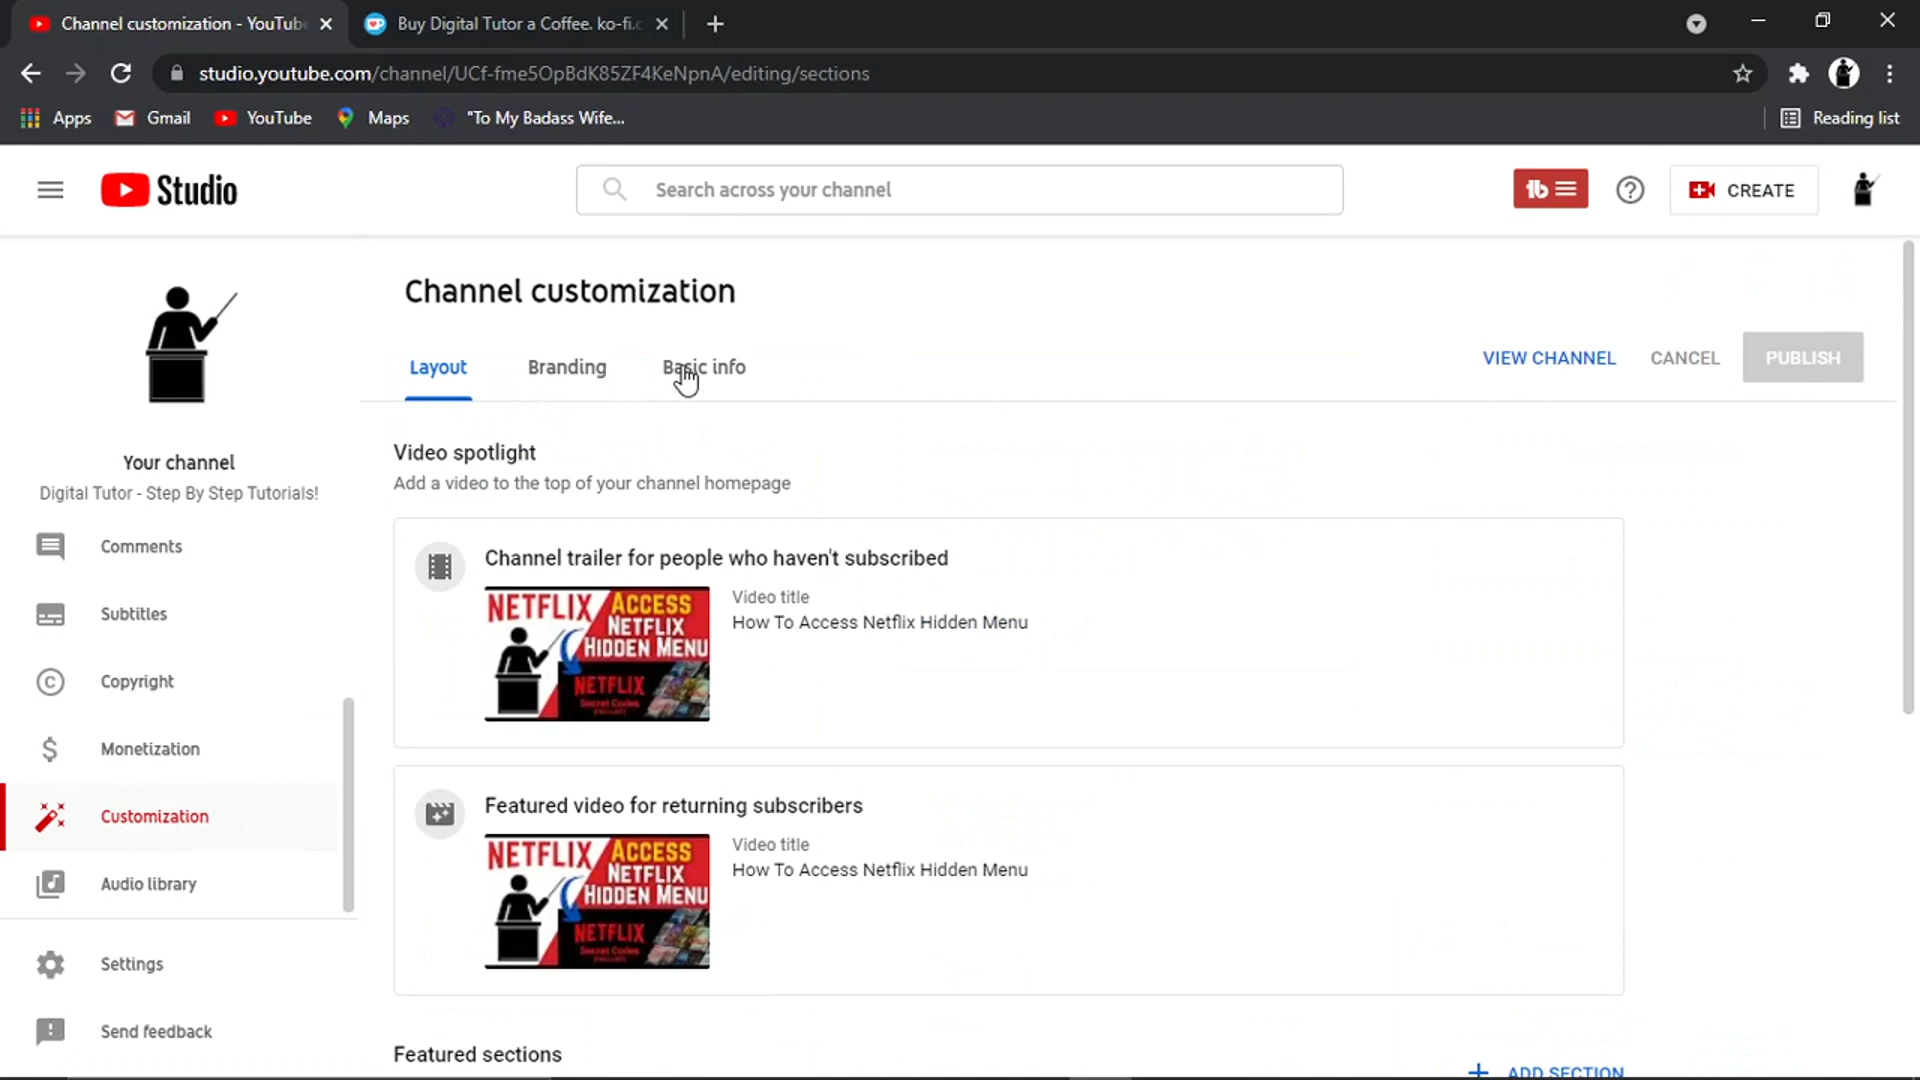 Channel customization - YouTub
Buy Digital Tutor a Coffee. ko-fi.c
studio.youtube.com/channel/UCf-fme5OpBdK85ZF4KeNpnA/editing/sections
Apps
Gmail
YouTube
Maps
"To My Badass Wife...
Reading list
Studio
Search across your channel
CREATE
Channel customization
Layout
Branding
Basic info
VIEW CHANNEL
CANCEL
PUBLISH
Your channel
Digital Tutor - Step By Step Tutorials!
Comments
Subtitles
Copyright
Monetization
Customization
Audio library
Settings
Send feedback
Video spotlight
Add a video to the top of your channel homepage
Channel trailer for people who haven't subscribed
NETFLIX
ACCESS
NETFLIX
HIDDEN MENU
NETFLIX
Secret Codes
Video title
How To Access Netflix Hidden Menu
Featured video for returning subscribers
NETFLIX
ACCESS
NETFLIX
HIDDEN MENU
NETFLIX
Secret Codes
Video title
How To Access Netflix Hidden Menu
Featured sections
ADD SECTION